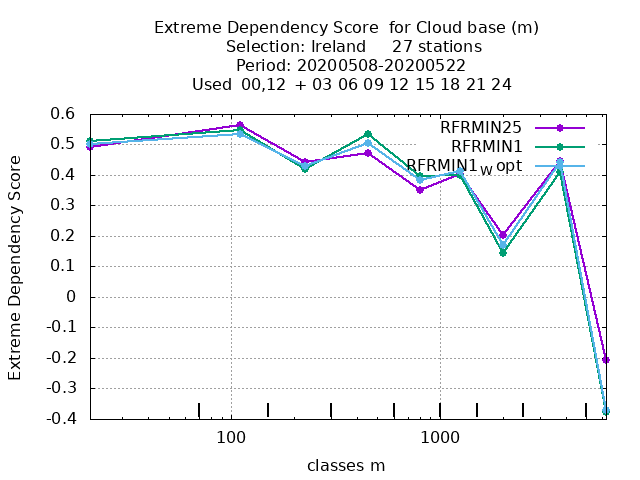 Extreme Dependency Score  for Cloud base (m)
Selection: Ireland     27 stations
Period: 20200508-20200522
Used  00,12  + 03 06 09 12 15 18 21 24
RFRMIN25
RFRMIN1
RFRMIN1W opt
Extreme Dependency Score
0.6
0.5
0.4
0.3
0.2
0.1
0
-0.1
-0.2
-0.3
-0.4
100 1000
classes m